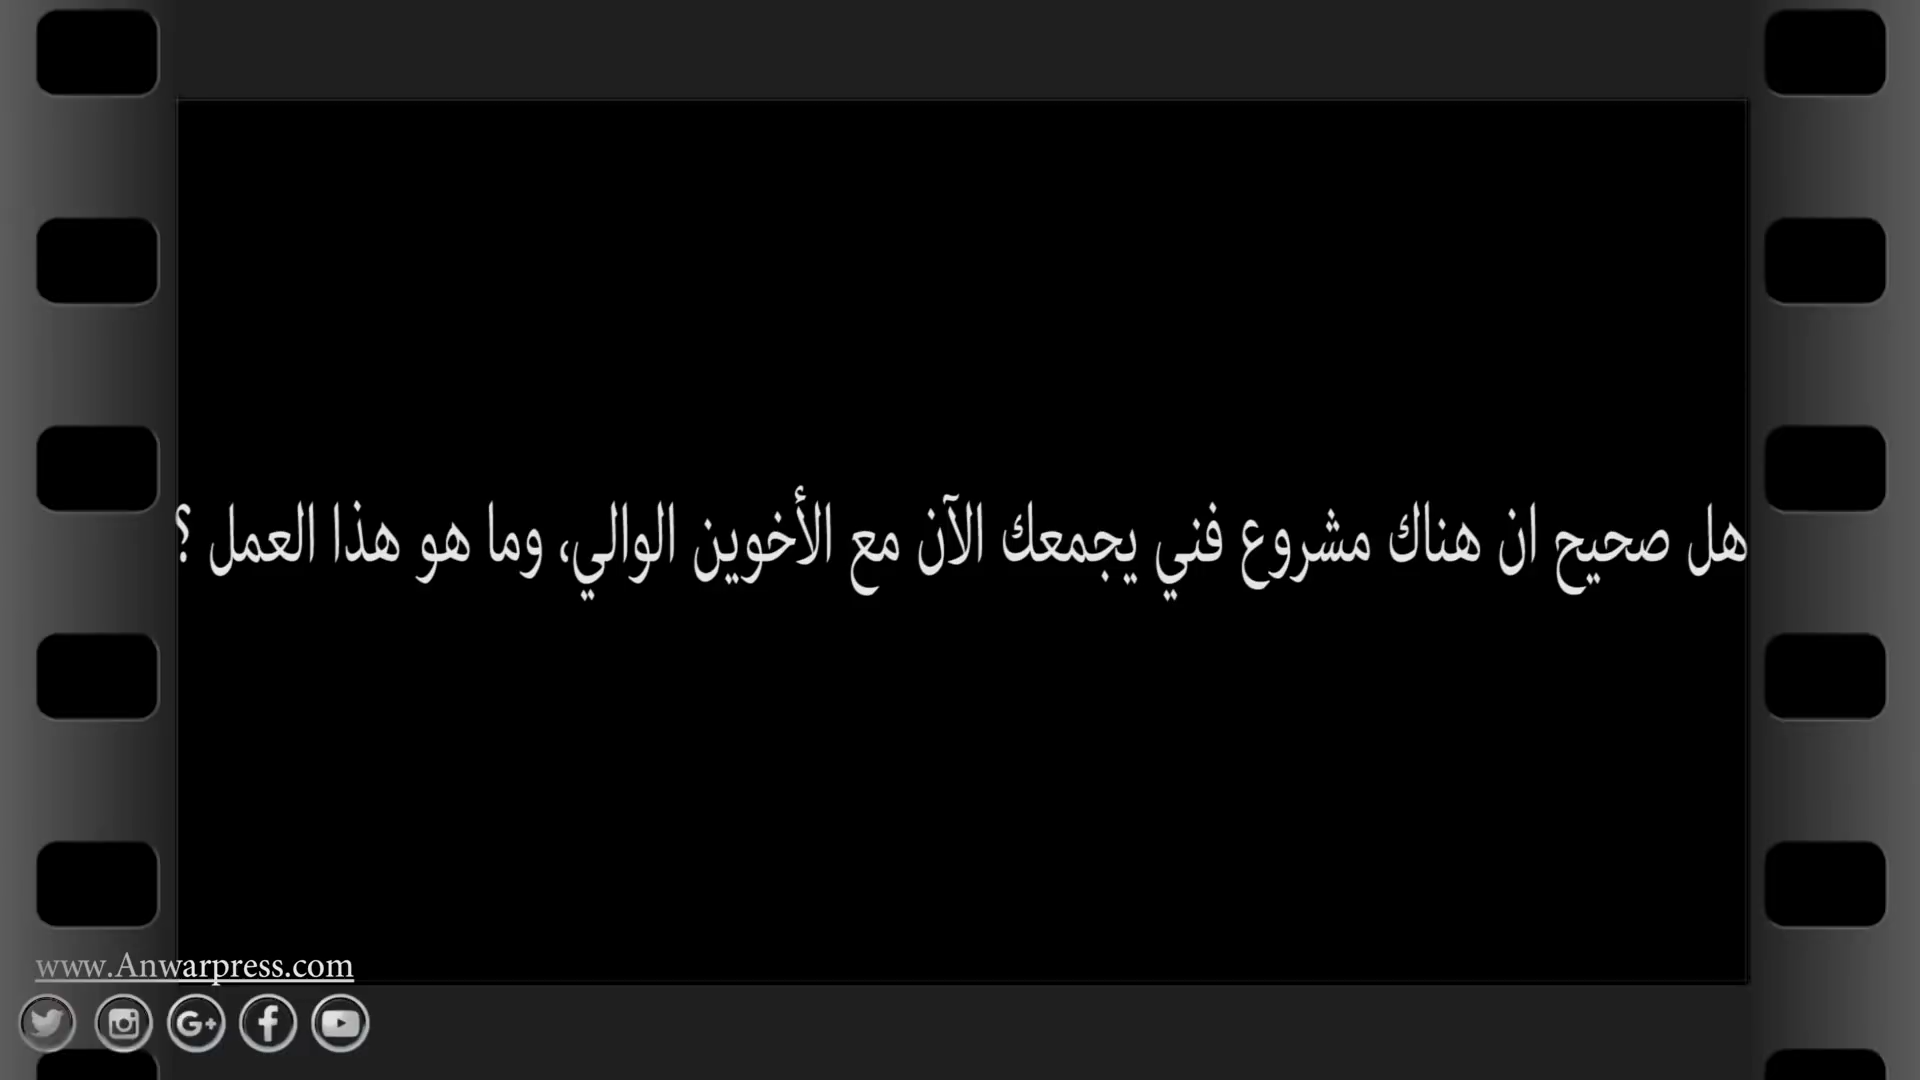 هل صحيح ان هناك مشروع فني يجمعك الآن مع الأخوين الوالي، وما هو هذا العمل ؟
www.Anwarpress.com